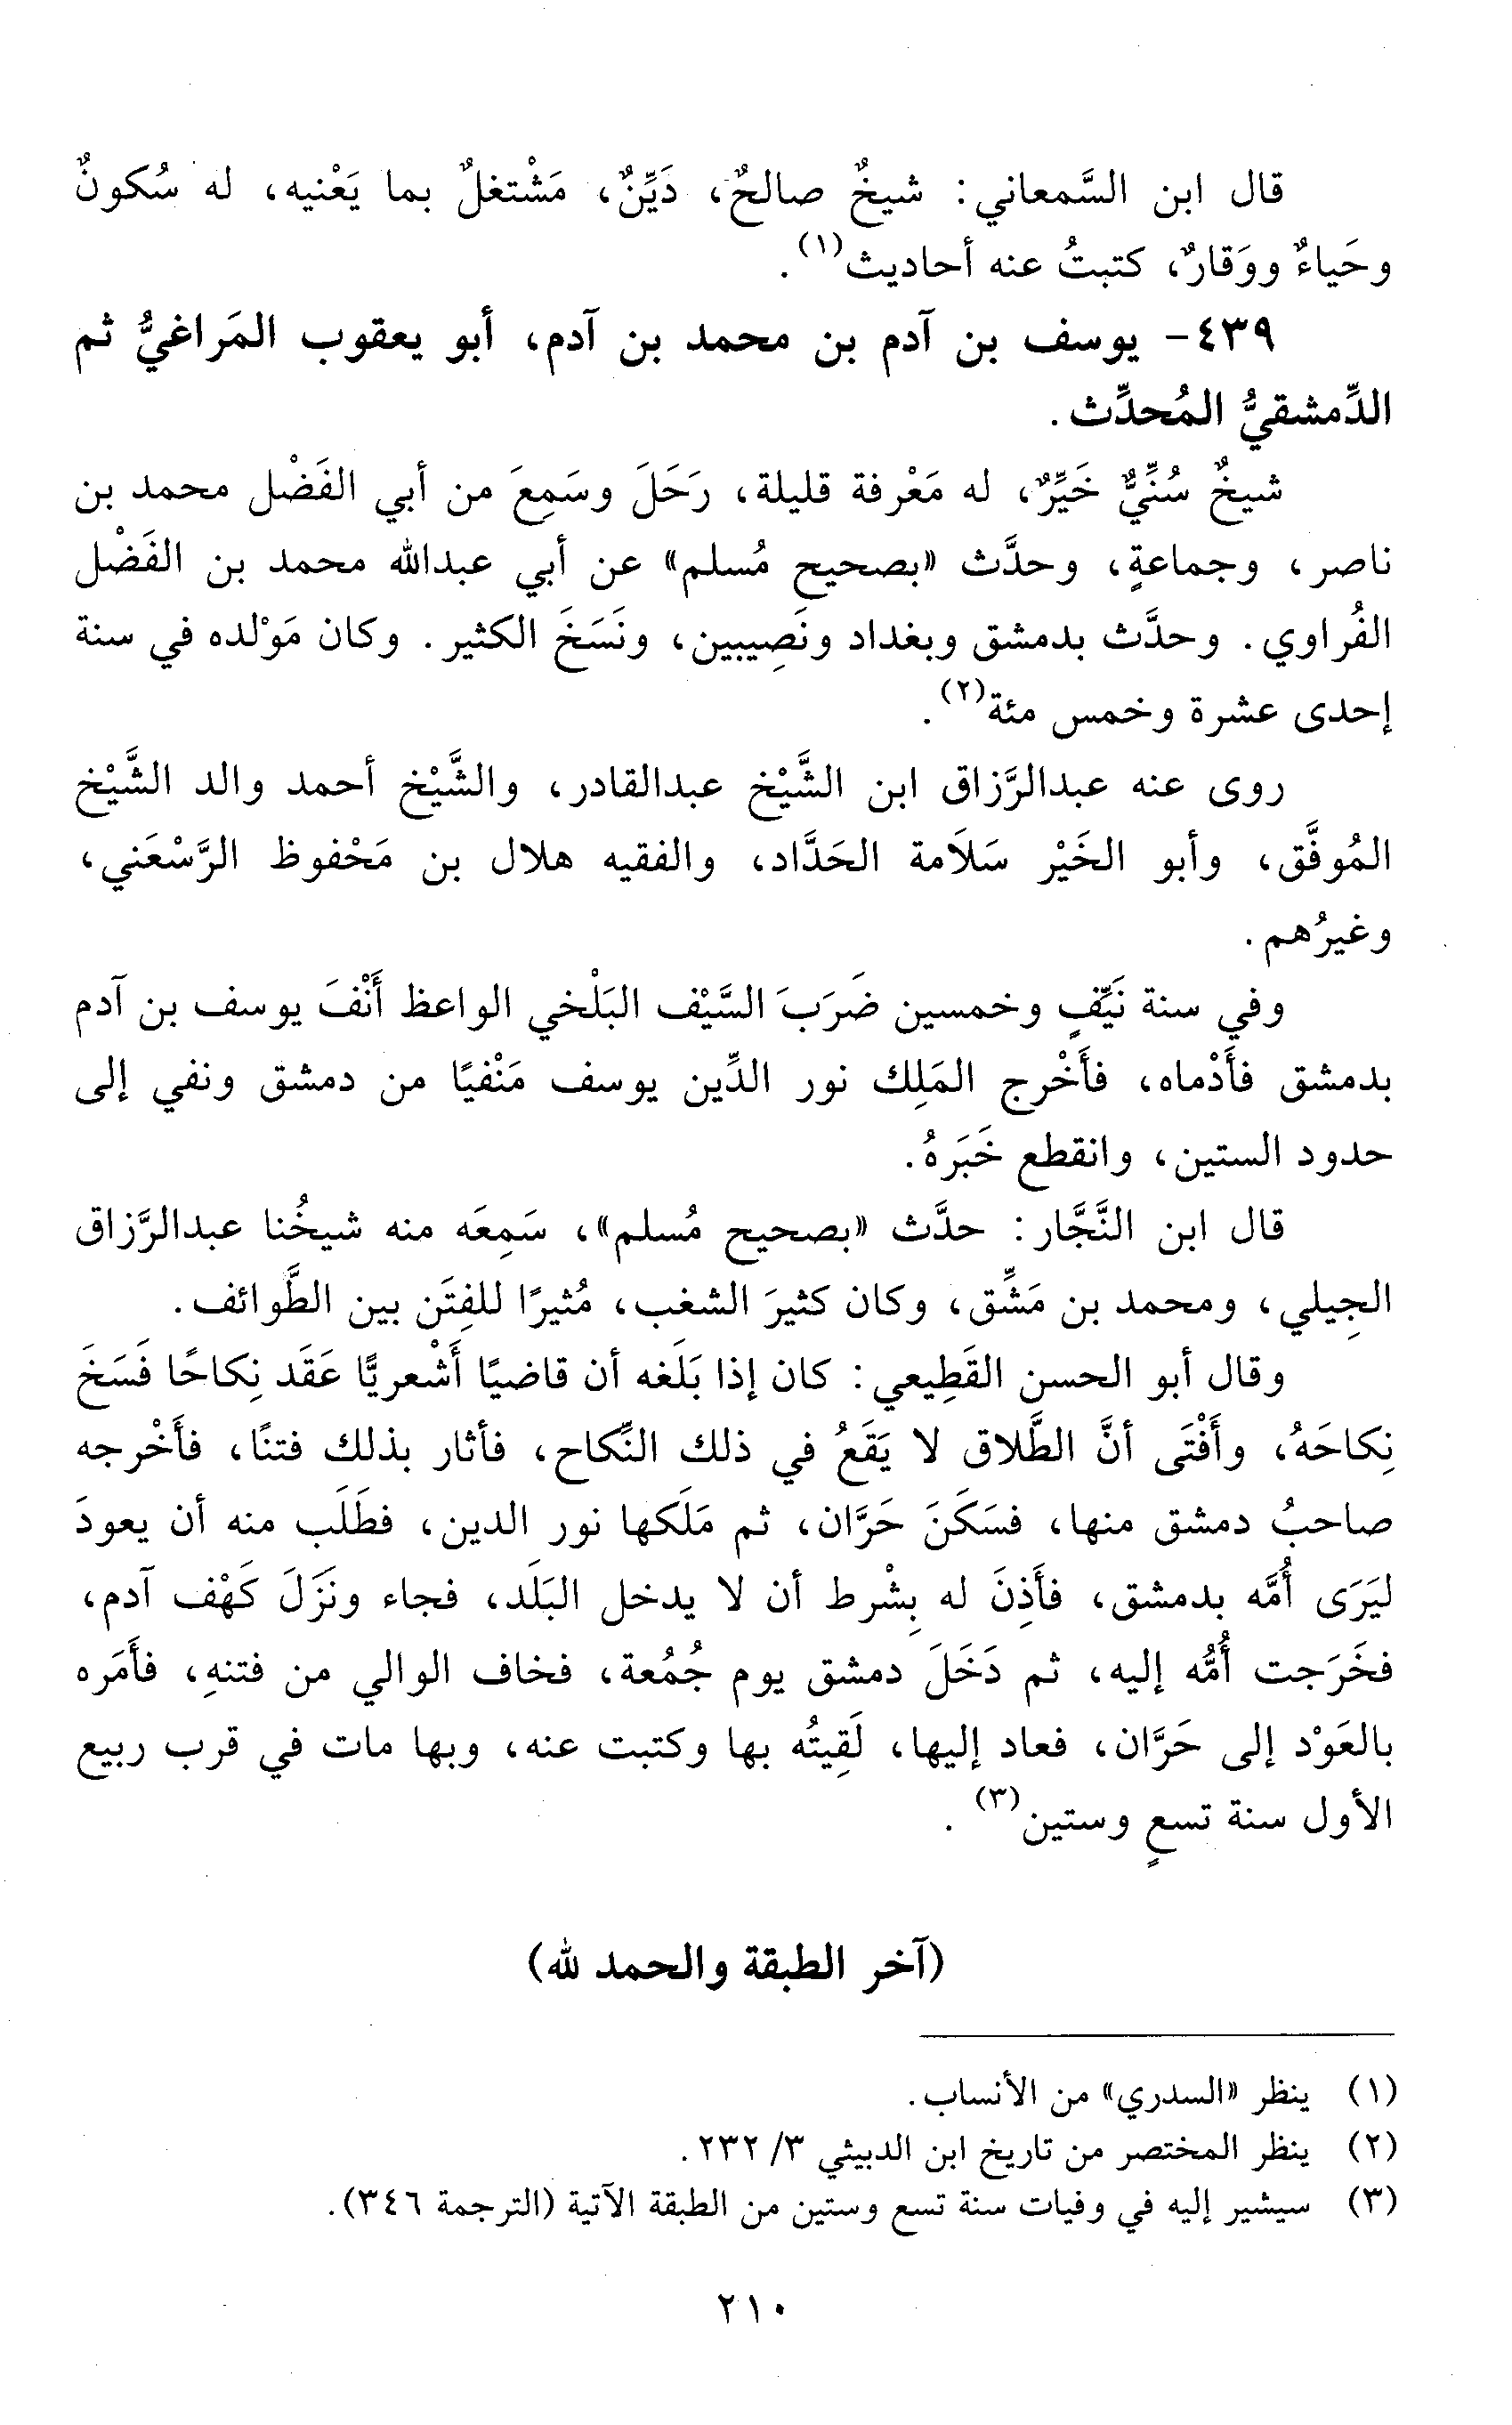 قال ابن السَّمعاني: شيخٌ صالحٌ، دَيِّنٌ، مَشْتغلٌ بما يَعْنيه، له سُكونٌ
وحَياءٌ ووَقارٌ، كتبتُ عنه أحاديث(١).
٤٣٩- يوسف بن آدم بن محمد بن آدم، أبو يعقوب المَراغيُّ ثم
الدِّمشقيُّ المُحدِّث.
شيخٌ سُنِّيٌّ خَيِّرٌ، له مَعْرفة قليلة، رَحَلَ وسَمِعَ من أبي الفَضْل محمد بن
ناصر، وجماعةٍ، وحدَّث «بصحيح مُسلم» عن أبي عبدالله محمد بن الفَضْل
الفُراوي. وحدَّث بدمشق وبغداد ونَصِيبين، ونَسَخَ الكثير. وكان مَوْلده في سنة
إحدى عشرة وخمس مئة(٢).
روى عنه عبدالرَّزاق ابن الشَّيْخ عبدالقادر، والشَّيْخ أحمد والد الشَّيْخ
المُوفَّق، وأبو الخَيْر سَلاَمة الحَدَّاد، والفقيه هلال بن مَحْفوظ الرَّسْعَني،
وغيرُهم.
وفي سنة نَيِّفٍ وخمسين ضَرَبَ السَّيْف البَلْخي الواعظ أَنْفَ يوسف بن آدم
بدمشق فأَدْماه، فأَخْرج المَلِك نور الدِّين يوسف مَنْفيًا من دمشق ونفي إلى
حدود الستين، وانقطع خَبَرهُ.
قال ابن النَّجَّار: حدَّث «بصحيح مُسلم»، سَمِعَه منه شيخُنا عبدالرَّزاق
الجِيلي، ومحمد بن مَشِّق، وكان كثيرَ الشغب، مُثيرًا للفِتَن بين الطَّوائف.
وقال أبو الحسن القَطِيعي: كان إذا بَلَغه أن قاضيًا أَشْعريًّا عَقَد نِكاحًا فَسَخَ
نِكاحَهُ، وأَفْتَى أنَّ الطَّلاق لا يَقَعُ في ذلك النِّكاح، فأثار بذلك فتنًا، فأَخْرجه
صاحبُ دمشق منها، فسَكَنَ حَرَّان، ثم مَلَكها نور الدين، فطَلَب منه أن يعودَ
ليَرَى أُمَّه بدمشق، فأَذِنَ له بِشْرط أن لا يدخل البَلَد، فجاء ونَزَلَ كَهْف آدم،
فخَرَجت أُمُّه إليه، ثم دَخَلَ دمشق يوم جُمُعة، فخاف الوالي من فتنهِ، فأَمَره
بالعَوْد إلى حَرَّان، فعاد إليها، لَقِيتُه بها وكتبت عنه، وبها مات في قرب ربيع
الأول سنة تسعٍ وستين(٣).
(آخر الطبقة والحمد لله)
(١) ينظر «السدري» من الأنساب.
(٢) ينظر المختصر من تاريخ ابن الدبيثي ٣/ ٢٣٢.
(٣) سيشير إليه في وفيات سنة تسع وستين من الطبقة الآتية (الترجمة ٣٤٦).
٢١٠